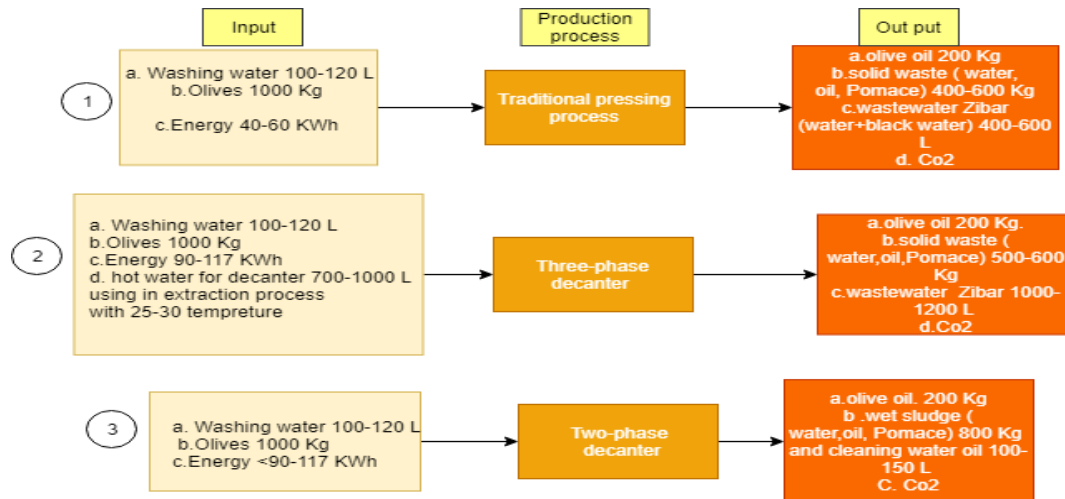 Input
Production
process
Out put
1
a. Washing water 100-120 L
b.Olives 1000 Kg
c.Energy 40-60 KWh
Traditional pressing
process
a.olive oil 200 Kg
b.solid waste ( water,
oil, Pomace) 400-600 Kg
c.wastewater Zibar
(water+black water) 400-600
L
d. Co2
2
a. Washing water 100-120 L
b.Olives 1000 Kg
c.Energy 90-117 KWh
d. hot water for decanter 700-1000 L
using in extraction process
with 25-30 tempreture
Three-phase
decanter
a.olive oil 200 Kg.
b.solid waste (
water,oil,Pomace) 500-600
Kg
c.wastewater Zibar 1000-
1200 L
d.Co2
3
a. Washing water 100-120 L
b.Olives 1000 Kg
c.Energy <90-117 KWh
Two-phase
decanter
a.olive oil. 200 Kg
b .wet sludge (
water,oil, Pomace) 800 Kg
and cleaning water oil 100-
150 L
C. Co2